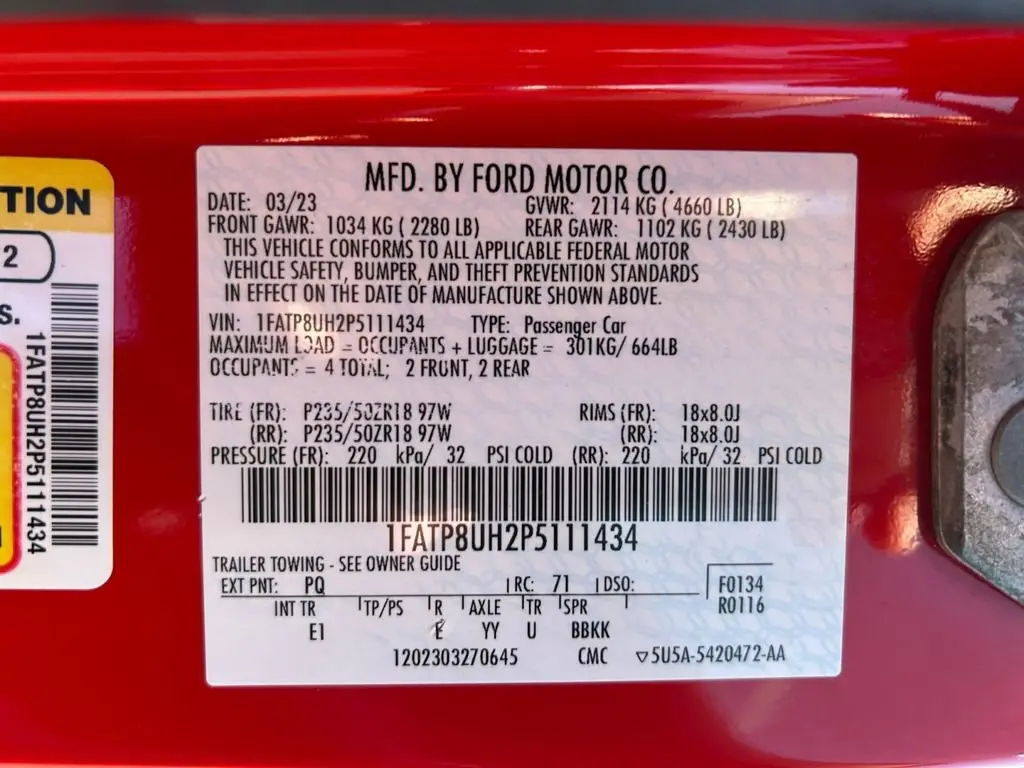 TION
2
S.
1FATP8UH2P5111434
MFD. BY FORD MOTOR CO.
DATE: 03/23 GVWR: 2114 KG ( 4660 LB)
FRONT GAWR: 1034 KG ( 2280 LB) REAR GAWR: 1102 KG ( 2430 LB)
THIS VEHICLE CONFORMS TO ALL APPLICABLE FEDERAL MOTOR
VEHICLE SAFETY, BUMPER, AND THEFT PREVENTION STANDARDS
IN EFFECT ON THE DATE OF MANUFACTURE SHOWN ABOVE.
VIN: 1FATP8UH2P5111434 TYPE: Passenger Car
MAXIMUM LOAD = OCCUPANTS + LUGGAGE = 301KG/ 664LB
OCCUPANTS = 4 TOTAL; 2 FRONT, 2 REAR
TIRE (FR): P235/50ZR18 97W RIMS (FR): 18x8.0J
(RR): P235/50ZR18 97W (RR): 18x8.0J
PRESSURE (FR): 220 kPa/ 32 PSI COLD (RR): 220 kPa/ 32 PSI COLD
1FATP8UH2P5111434
TRAILER TOWING - SEE OWNER GUIDE
EXT PNT: PQ RC: 71 DSO: F0134
R0116
INT TR TP/PS R AXLE TR SPR
E1 E YY U BBKK
1202303270645 CMC ▽5U5A-5420472-AA